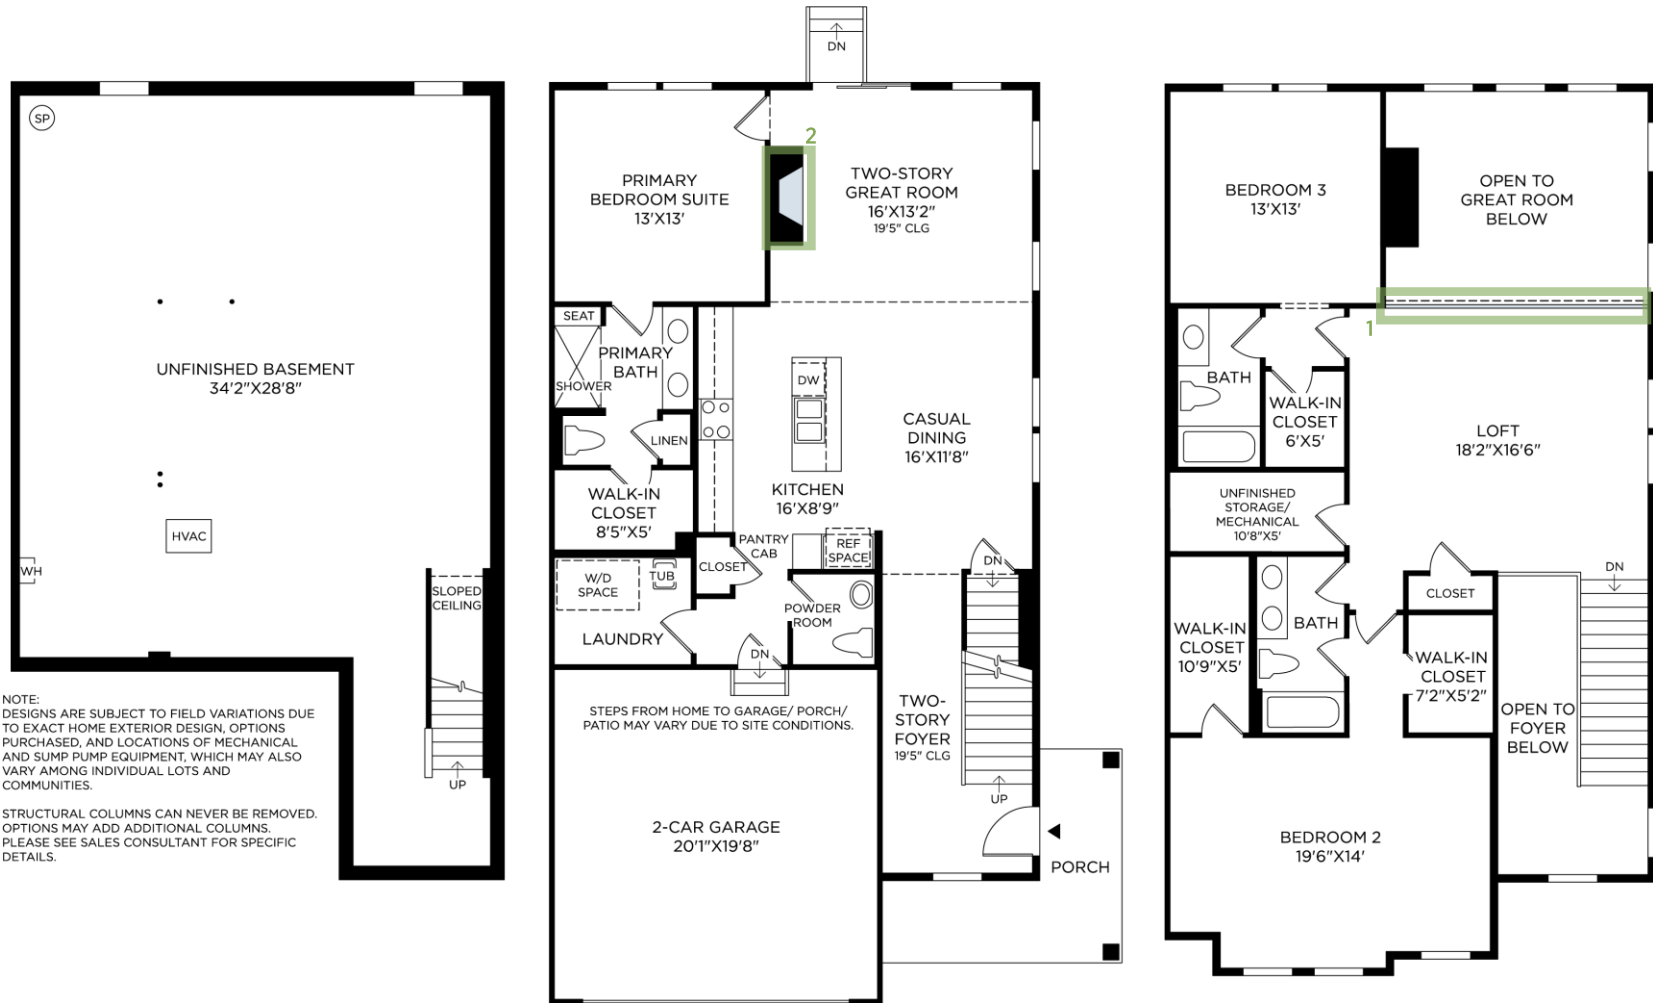 SP
UNFINISHED BASEMENT
34'2"X28'8"
HVAC
WH
SLOPED
CEILING
UP
NOTE:
DESIGNS ARE SUBJECT TO FIELD VARIATIONS DUE
TO EXACT HOME EXTERIOR DESIGN, OPTIONS
PURCHASED, AND LOCATIONS OF MECHANICAL
AND SUMP PUMP EQUIPMENT, WHICH MAY ALSO
VARY AMONG INDIVIDUAL LOTS AND
COMMUNITIES.
STRUCTURAL COLUMNS CAN NEVER BE REMOVED.
OPTIONS MAY ADD ADDITIONAL COLUMNS.
PLEASE SEE SALES CONSULTANT FOR SPECIFIC
DETAILS.
DN
2
PRIMARY
BEDROOM SUITE
13'X13'
TWO-STORY
GREAT ROOM
16'X13'2"
19'5" CLG
SEAT
SHOWER
PRIMARY
BATH
LINEN
DW
CASUAL
DINING
16'X11'8"
KITCHEN
16'X8'9"
WALK-IN
CLOSET
8'5"X5'
PANTRY
CAB
REF
SPACE
CLOSET
W/D
SPACE
TUB
LAUNDRY
POWDER
ROOM
DN
DN
STEPS FROM HOME TO GARAGE/ PORCH/
PATIO MAY VARY DUE TO SITE CONDITIONS.
TWO-
STORY
FOYER
19'5" CLG
UP
2-CAR GARAGE
20'1"X19'8"
PORCH
BEDROOM 3
13'X13'
OPEN TO
GREAT ROOM
BELOW
1
BATH
WALK-IN
CLOSET
6'X5'
LOFT
18'2"X16'6"
UNFINISHED
STORAGE/
MECHANICAL
10'8"X5'
DN
CLOSET
BATH
WALK-IN
CLOSET
10'9"X5'
WALK-IN
CLOSET
7'2"X5'2"
OPEN TO
FOYER
BELOW
BEDROOM 2
19'6"X14'